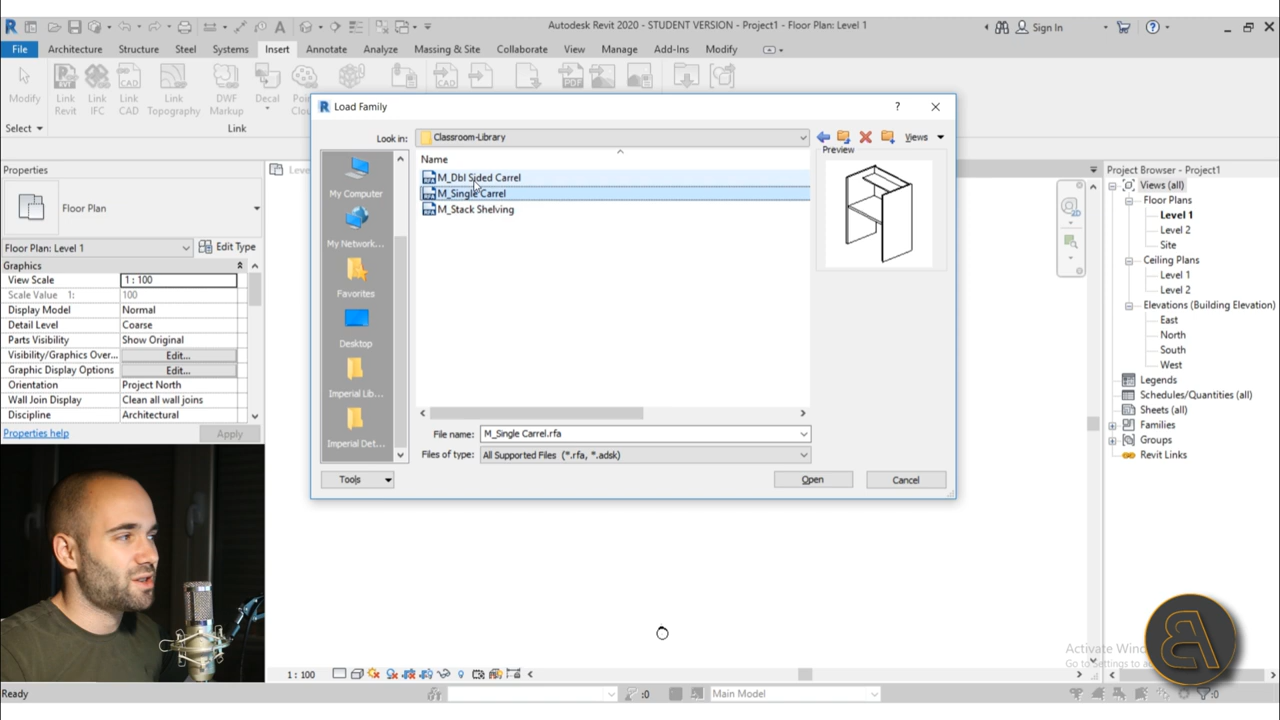 Autodesk Revit 2020 - STUDENT VERSION - Project1 - Floor Plan: Level 1
Sign In
File Architecture Structure Steel Systems Insert Annotate Analyze Massing & Site Collaborate View Manage Add-Ins Modify
Modify
Link Revit
Link IFC
Link CAD
Link Topography
DWF Markup
Decal
Select
Link
Load Family
Look in:
Classroom-Library
Views
Name
Preview
My Computer
My Network...
Favorites
Desktop
Imperial Lib...
Imperial Det...
M_Dbl Sided Carrel
M_Single Carrel
M_Stack Shelving
File name:
M_Single Carrel.rfa
Files of type:
All Supported Files (*.rfa, *.adsk)
Tools
Open
Cancel
Properties
Floor Plan
Floor Plan: Level 1
Edit Type
Graphics
View Scale 1 : 100
Scale Value 1: 100
Display Model Normal
Detail Level Coarse
Parts Visibility Show Original
Visibility/Graphics Over... Edit...
Graphic Display Options Edit...
Orientation Project North
Wall Join Display Clean all wall joins
Discipline Architectural
Properties help
Apply
Project Browser - Project1
Views (all)
Floor Plans
Level 1
Level 2
Site
Ceiling Plans
Level 1
Level 2
Elevations (Building Elevation)
East
North
South
West
Legends
Schedules/Quantities (all)
Sheets (all)
Families
Groups
Revit Links
1 : 100
Ready
:0
Main Model
:0